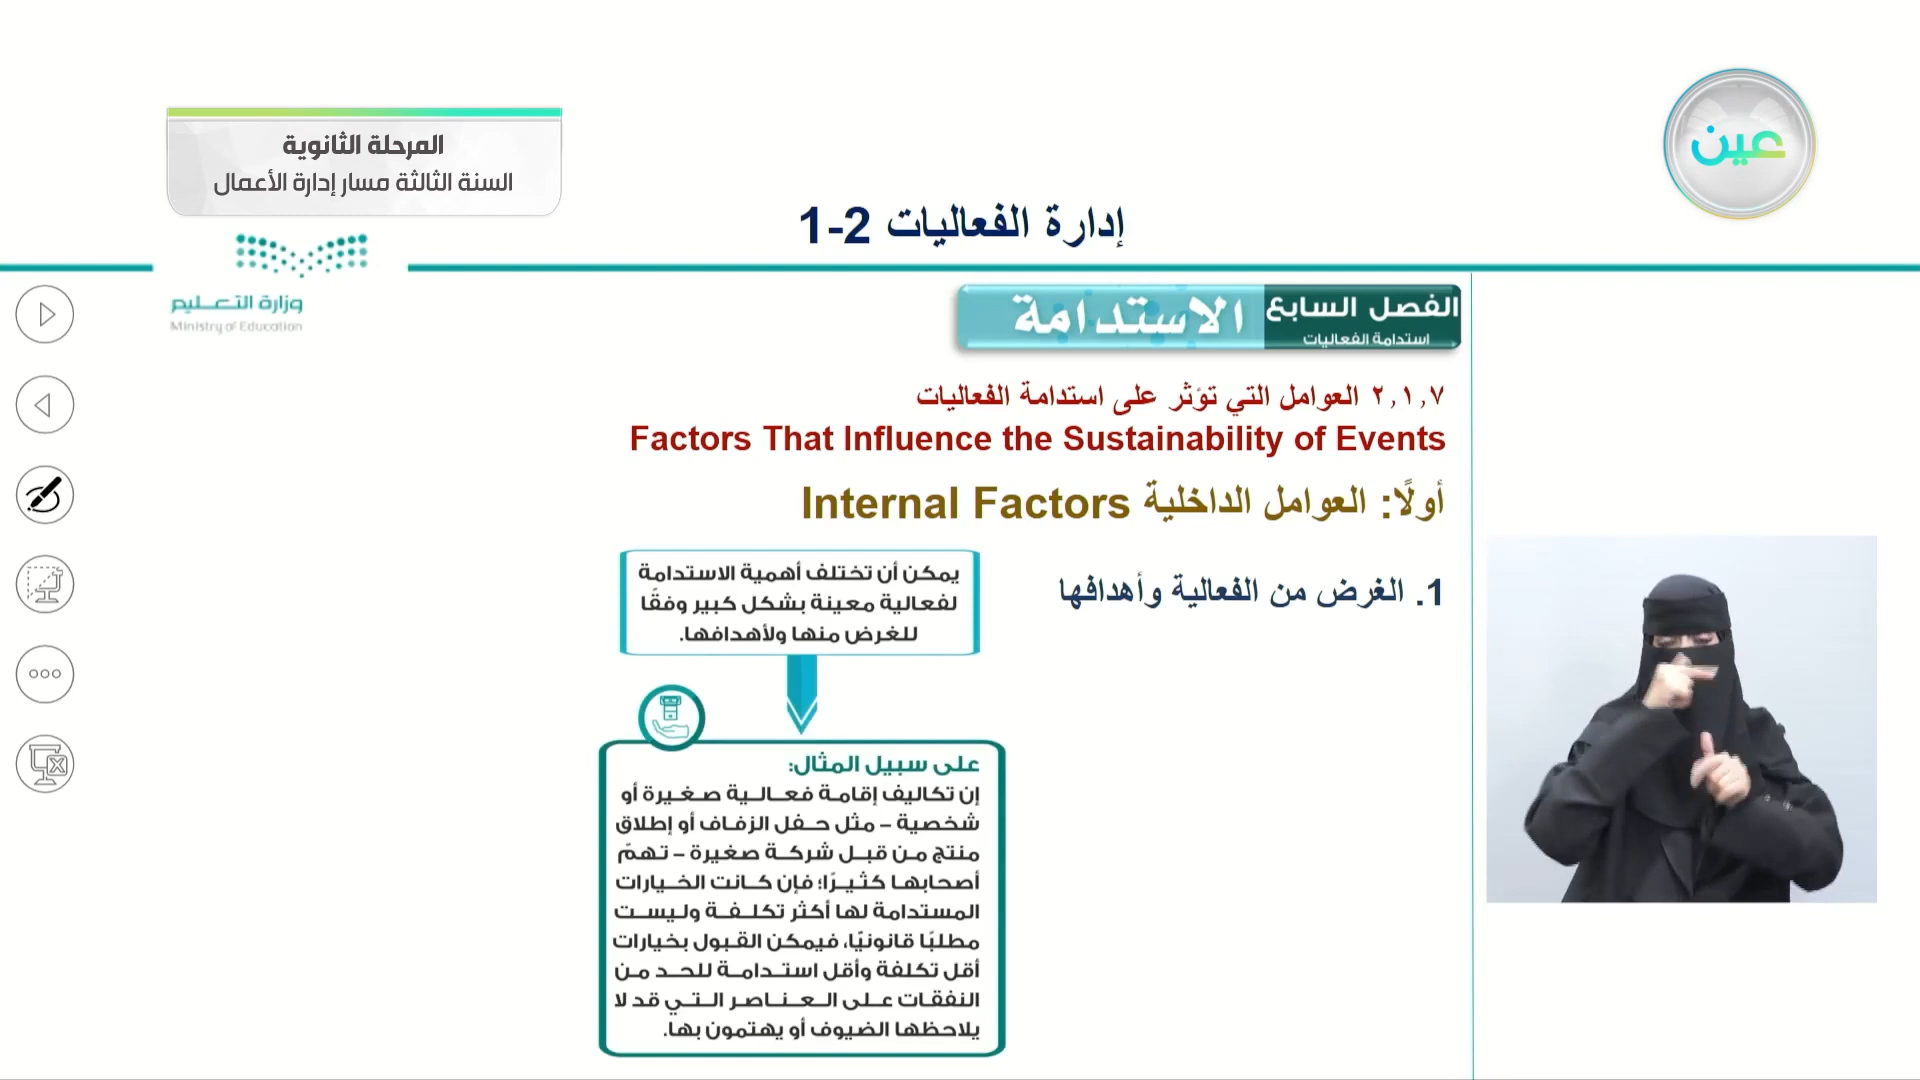 عين
المرحلة الثانوية
السنة الثالثة مسار إدارة الأعمال
إدارة الفعاليات 2-1
وزارة التعليم
Ministry of Education
الفصل السابع
استدامة الفعاليات
الاستدامة
٢,١,٧ العوامل التي تؤثر على استدامة الفعاليات
Factors That Influence the Sustainability of Events
أولًا: العوامل الداخلية Internal Factors
1. الغرض من الفعالية وأهدافها
يمكن أن تختلف أهمية الاستدامة
لفعالية معينة بشكل كبير وفقًا
للغرض منها ولأهدافها.
على سبيل المثال:
إن تكاليف إقامة فعالية صغيرة أو
شخصية – مثل حفل الزفاف أو إطلاق
منتج من قبل شركة صغيرة – تهمّ
أصحابها كثيرًا؛ فإن كانت الخيارات
المستدامة لها أكثر تكلفة وليست
مطلبًا قانونيًا، فيمكن القبول بخيارات
أقل تكلفة وأقل استدامة للحد من
النفقات على العناصر التي قد لا
يلاحظها الضيوف أو يهتمون بها.